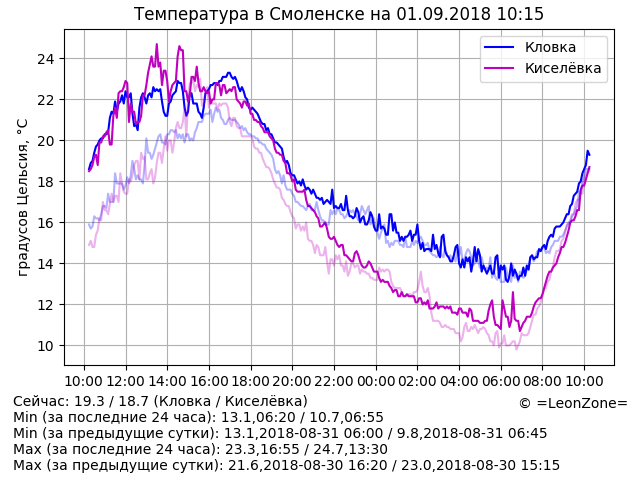 Температура в Смоленске на 01.09.2018 10:15
Кловка
Киселёвка
градусов Цельсия, °C
24
22
20
18
16
14
12
10
10:00 12:00 14:00 16:00 18:00 20:00 22:00 00:00 02:00 04:00 06:00 08:00 10:00
Сейчас: 19.3 / 18.7 (Кловка / Киселёвка)
© =LeonZone=
Min (за последние 24 часа): 13.1,06:20 / 10.7,06:55
Min (за предыдущие сутки): 13.1,2018-08-31 06:00 / 9.8,2018-08-31 06:45
Max (за последние 24 часа): 23.3,16:55 / 24.7,13:30
Max (за предыдущие сутки): 21.6,2018-08-30 16:20 / 23.0,2018-08-30 15:15